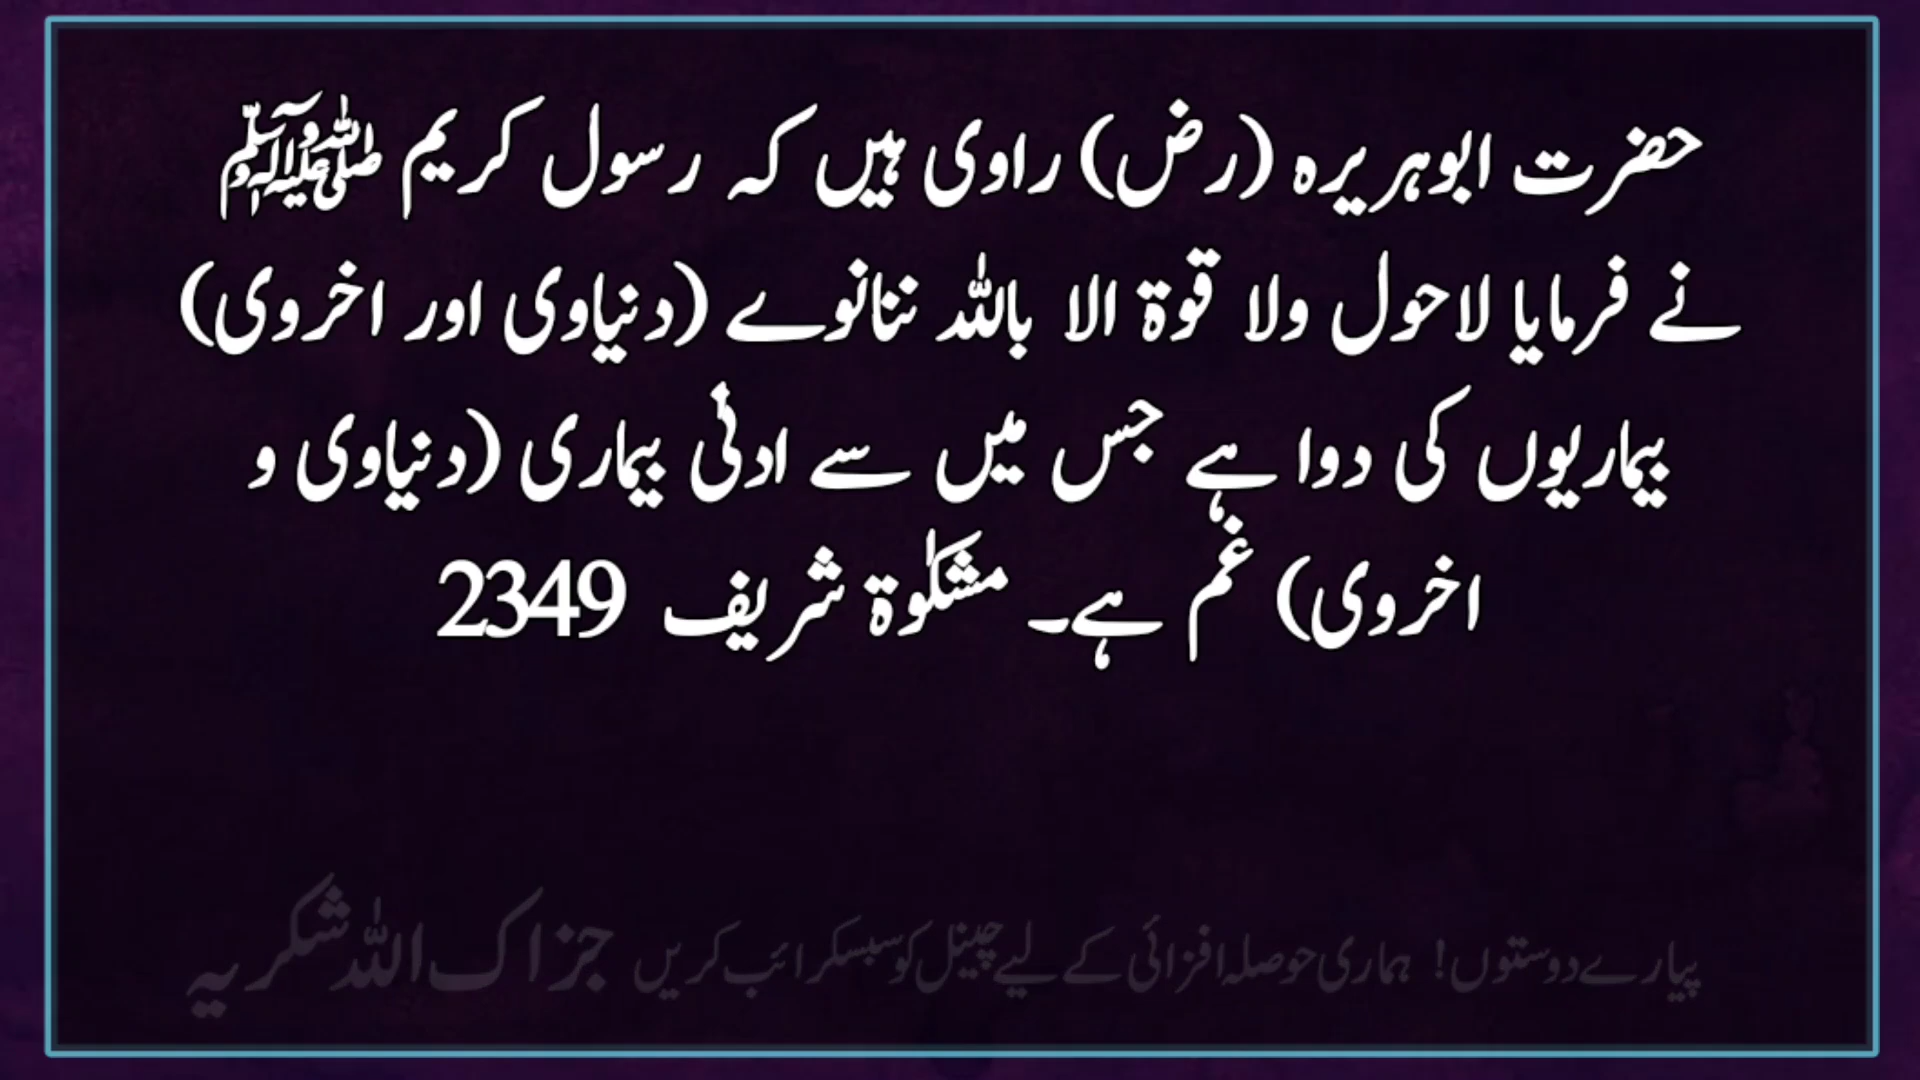 حضرت ابوہریرہ (رض) راوی ہیں کہ رسول کریم ﷺ
نے فرمایا لاحول ولا قوۃ الا باللہ ننانوے (دنیاوی اور اخروی)
بیماریوں کی دوا ہے جس میں سے ادنیٰ بیماری (دنیاوی و
اخروی) غم ہے۔ مشکوٰۃ شریف 2349
پیارے دوستوں! ہماری حوصلہ افزائی کے لیے چینل کو سبسکرائب کریں جزاک اللہ شکریہ